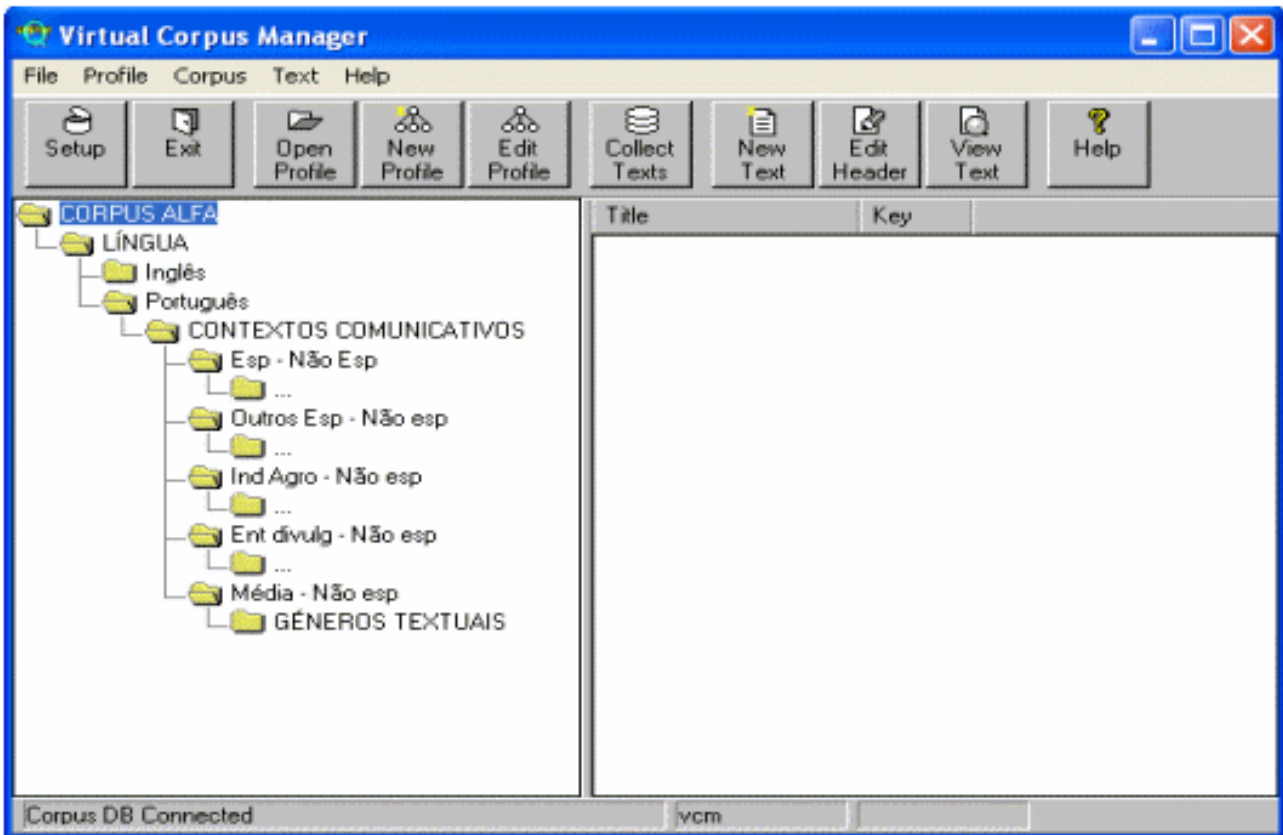 Virtual Corpus Manager
File Profile Corpus Text Help
Setup
Exit
Open
Profile
New
Profile
Edit
Profile
Collect
Texts
New
Text
Edit
Header
View
Text
Help
CORPUS ALFA
LÍNGUA
Inglês
Português
CONTEXTOS COMUNICATIVOS
Esp - Não Esp
...
Outros Esp - Não esp
...
Ind Agro - Não esp
...
Ent divulg - Não esp
...
Média - Não esp
GÉNEROS TEXTUAIS
Title Key
Corpus DB Connected vcm